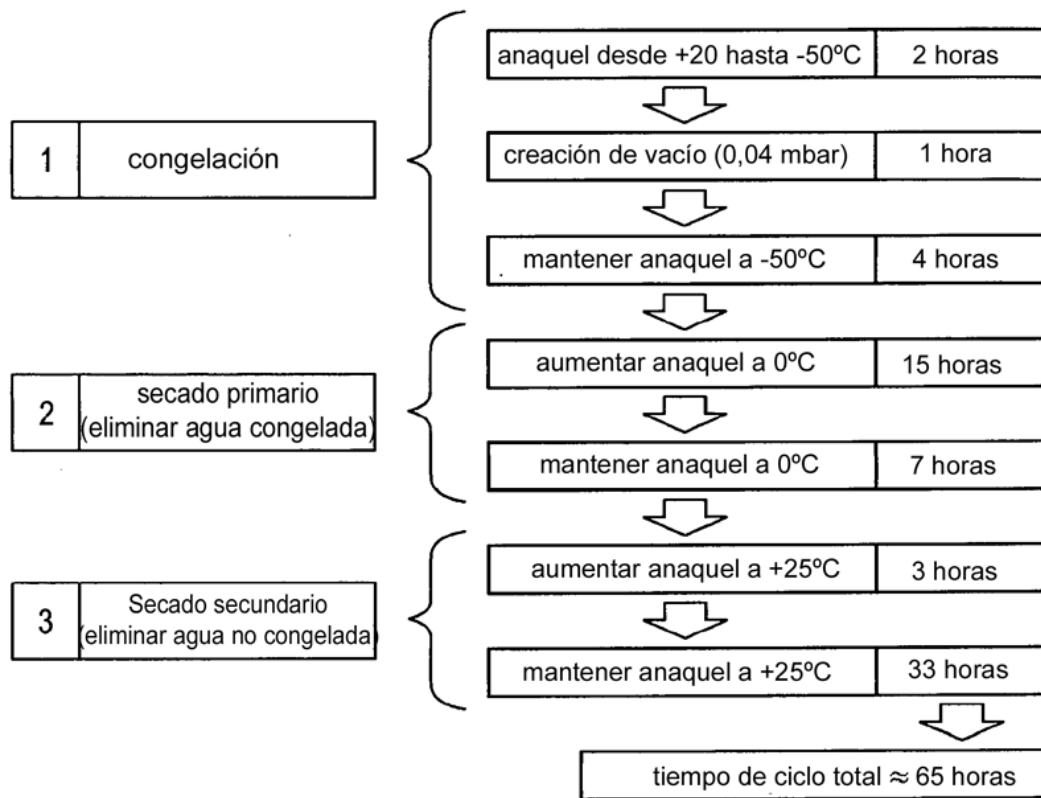 anaquel desde +20 hasta -50ºC 2 horas
1 congelación
creación de vacío (0,04 mbar) 1 hora
mantener anaquel a -50ºC 4 horas
2 secado primario
(eliminar agua congelada)
aumentar anaquel a 0ºC 15 horas
mantener anaquel a 0ºC 7 horas
3 Secado secundario
(eliminar agua no congelada)
aumentar anaquel a +25ºC 3 horas
mantener anaquel a +25ºC 33 horas
tiempo de ciclo total ≈ 65 horas